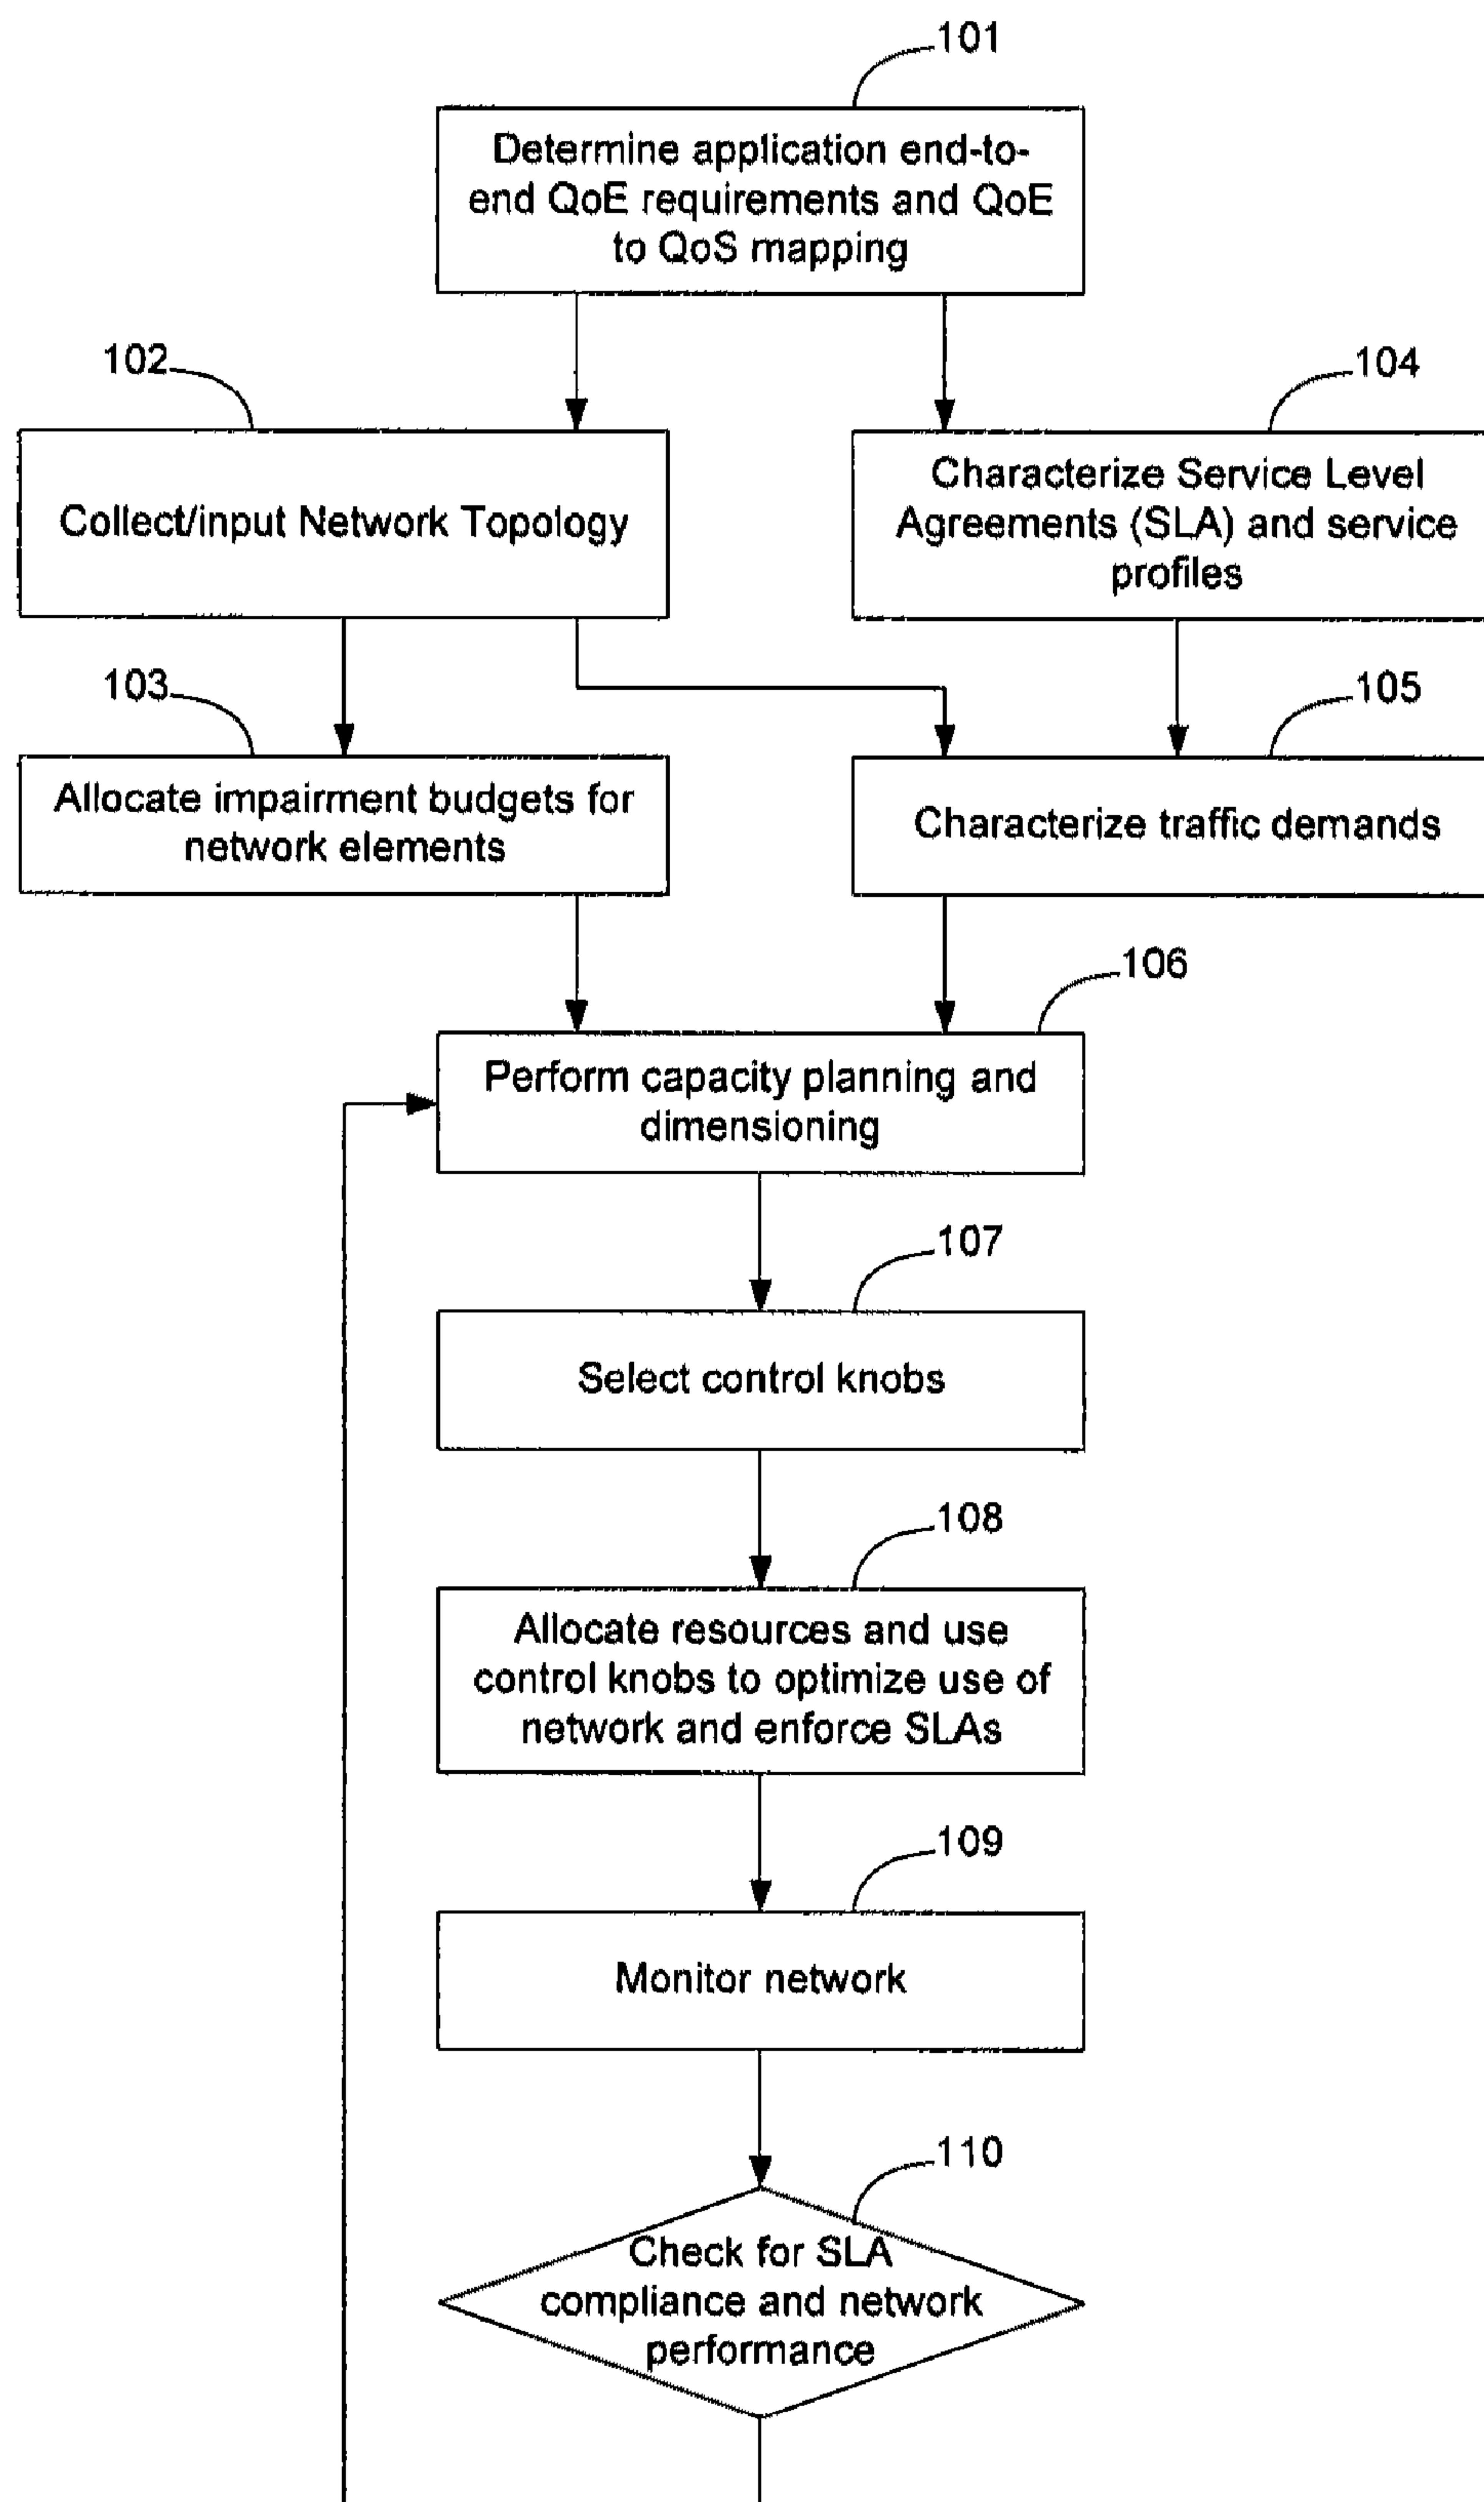 101
Determine application end-to-
end QoE requirements and QoE
to QoS mapping
102
Collect/input Network Topology
104
Characterize Service Level
Agreements (SLA) and service
profiles
103
Allocate impairment budgets for
network elements
105
Characterize traffic demands
106
Perform capacity planning and
dimensioning
107
Select control knobs
108
Allocate resources and use
control knobs to optimize use of
network and enforce SLAs
109
Monitor network
110
Check for SLA
compliance and network
performance